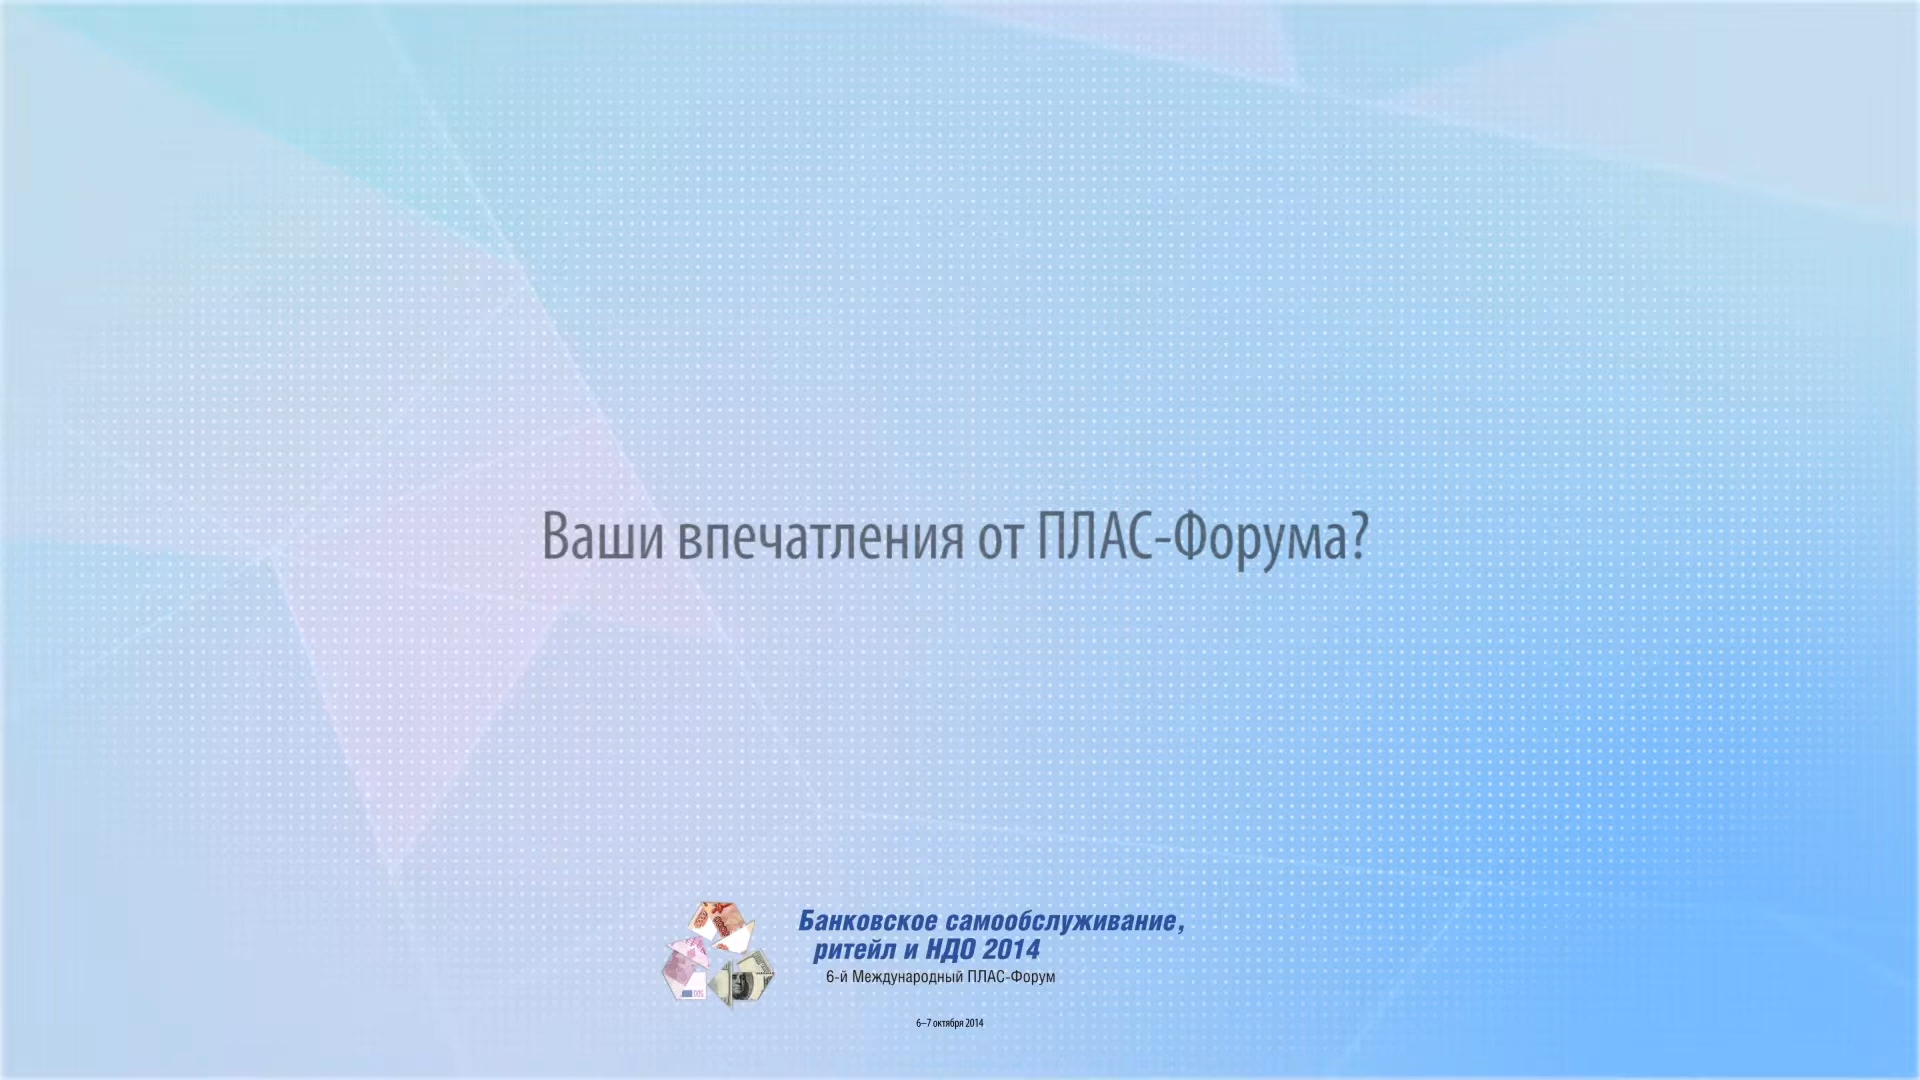 Ваши впечатления от ПЛАС-Форума?
Банковское самообслуживание,
ритейл и НДО 2014
6-й Международный ПЛАС-Форум
6–7 октября 2014